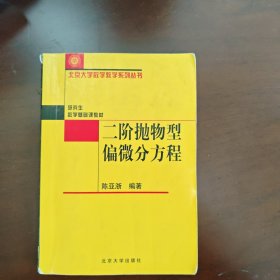 北京大学数学教学系列丛书
研究生
数学基础课教材
二阶抛物型
偏微分方程
陈亚浙 编著
北京大学出版社